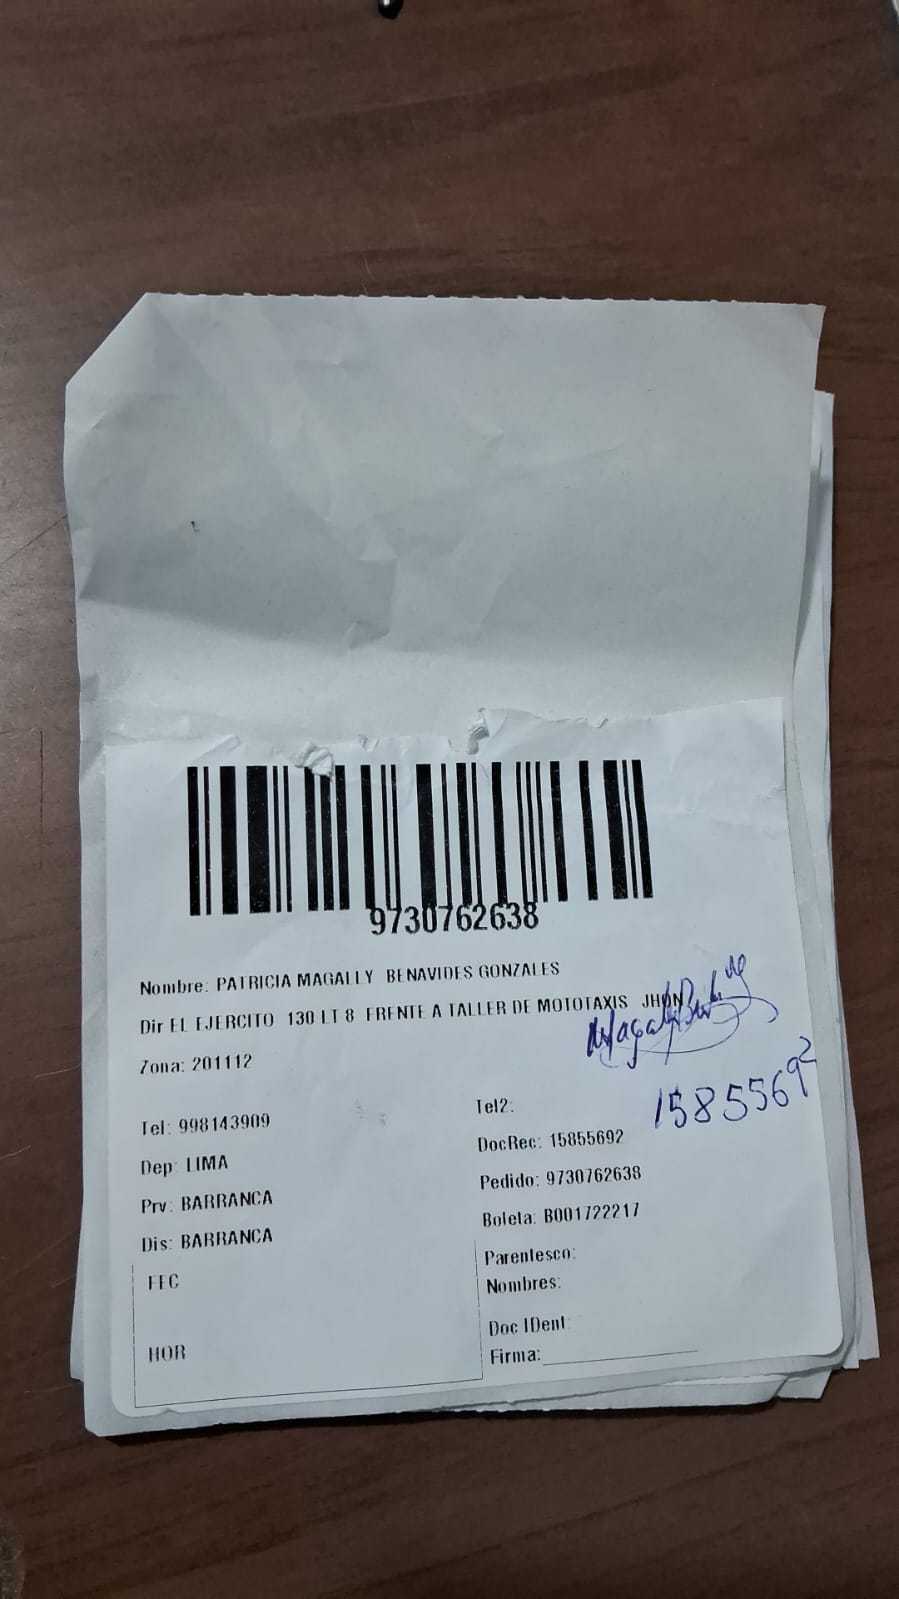 9730762638
Nombre: PATRICIA MAGALLY BENAVIDES GONZALES
Dir EL EJERCITO 130 LT 8 FRENTE A TALLER DE MOTOTAXIS JHON
Zona: 201112
15855692
Tel: 998143909
Tel2:
Dep: LIMA
DocRec: 15855692
Prv: BARRANCA
Pedido: 9730762638
Dis: BARRANCA
Boleta: B001722217
FEC
Parentesco:
Nombres:
HOR
Doc IDent:
Firma: